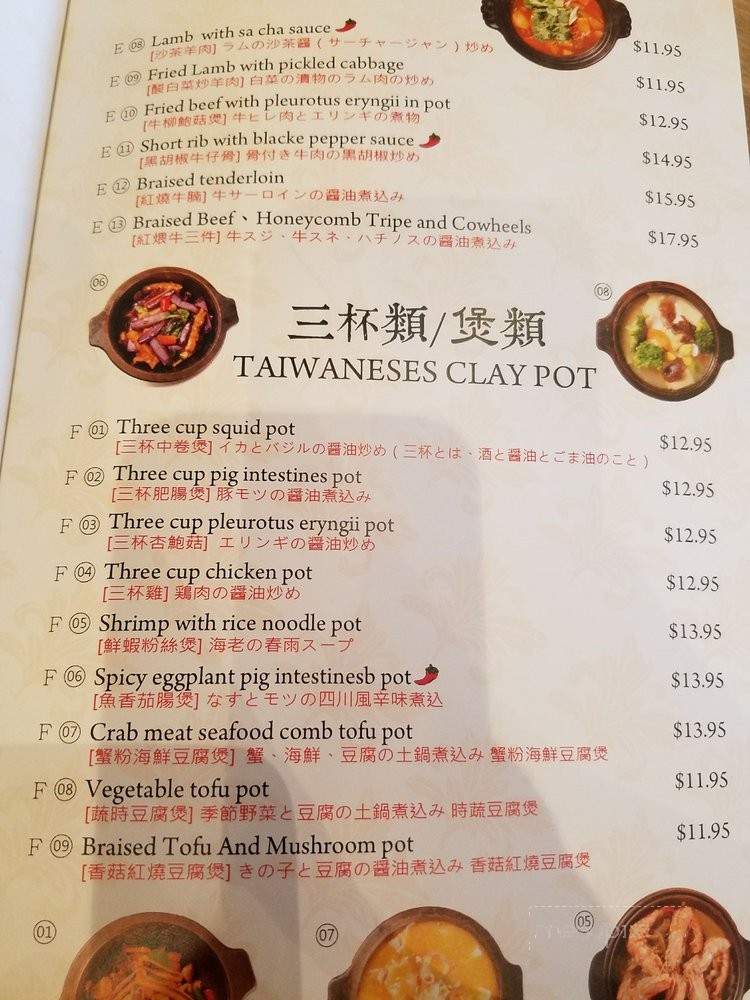 E 08 Lamb with sa cha sauce $11.95
[沙茶羊肉] ラムの沙茶醤（サーチャージャン）炒め
E 09 Fried Lamb with pickled cabbage $11.95
[酸白菜炒羊肉] 白菜の漬物のラム肉の炒め
E 10 Fried beef with pleurotus eryngii in pot $12.95
[牛柳鮑菇煲] 牛ヒレ肉とエリンギの煮物
E 11 Short rib with blacke pepper sauce $14.95
[黑胡椒牛仔骨] 骨付き牛肉の黒胡椒炒め
E 12 Braised tenderloin $15.95
[紅燒牛腩] 牛サーロインの醤油煮込み
E 13 Braised Beef、Honeycomb Tripe and Cowheels $17.95
[紅煨牛三件] 牛スジ、牛スネ、ハチノスの醤油煮込み
06
08
三杯類/煲類
TAIWANESES CLAY POT
F 01 Three cup squid pot $12.95
[三杯中卷煲] イカとバジルの醤油炒め（三杯とは、酒と醤油とごま油のこと）
F 02 Three cup pig intestines pot $12.95
[三杯肥腸煲] 豚モツの醤油煮込み
F 03 Three cup pleurotus eryngii pot $12.95
[三杯杏鮑菇] エリンギの醤油炒め
F 04 Three cup chicken pot $12.95
[三杯雞] 鶏肉の醤油炒め
F 05 Shrimp with rice noodle pot $13.95
[鮮蝦粉絲煲] 海老の春雨スープ
F 06 Spicy eggplant pig intestinesb pot $13.95
[魚香茄腸煲] なすとモツの四川風辛味煮込
F 07 Crab meat seafood comb tofu pot $13.95
[蟹粉海鮮豆腐煲] 蟹、海鮮、豆腐の土鍋煮込み 蟹粉海鮮豆腐煲
F 08 Vegetable tofu pot $11.95
[蔬時豆腐煲] 季節野菜と豆腐の土鍋煮込み 時蔬豆腐煲
F 09 Braised Tofu And Mushroom pot $11.95
[香菇紅燒豆腐煲] きの子と豆腐の醤油煮込み 香菇紅燒豆腐煲
01
07
05